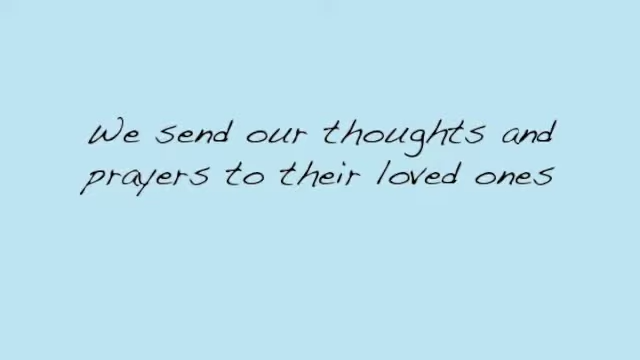 We send our thoughts and
prayers to their loved ones